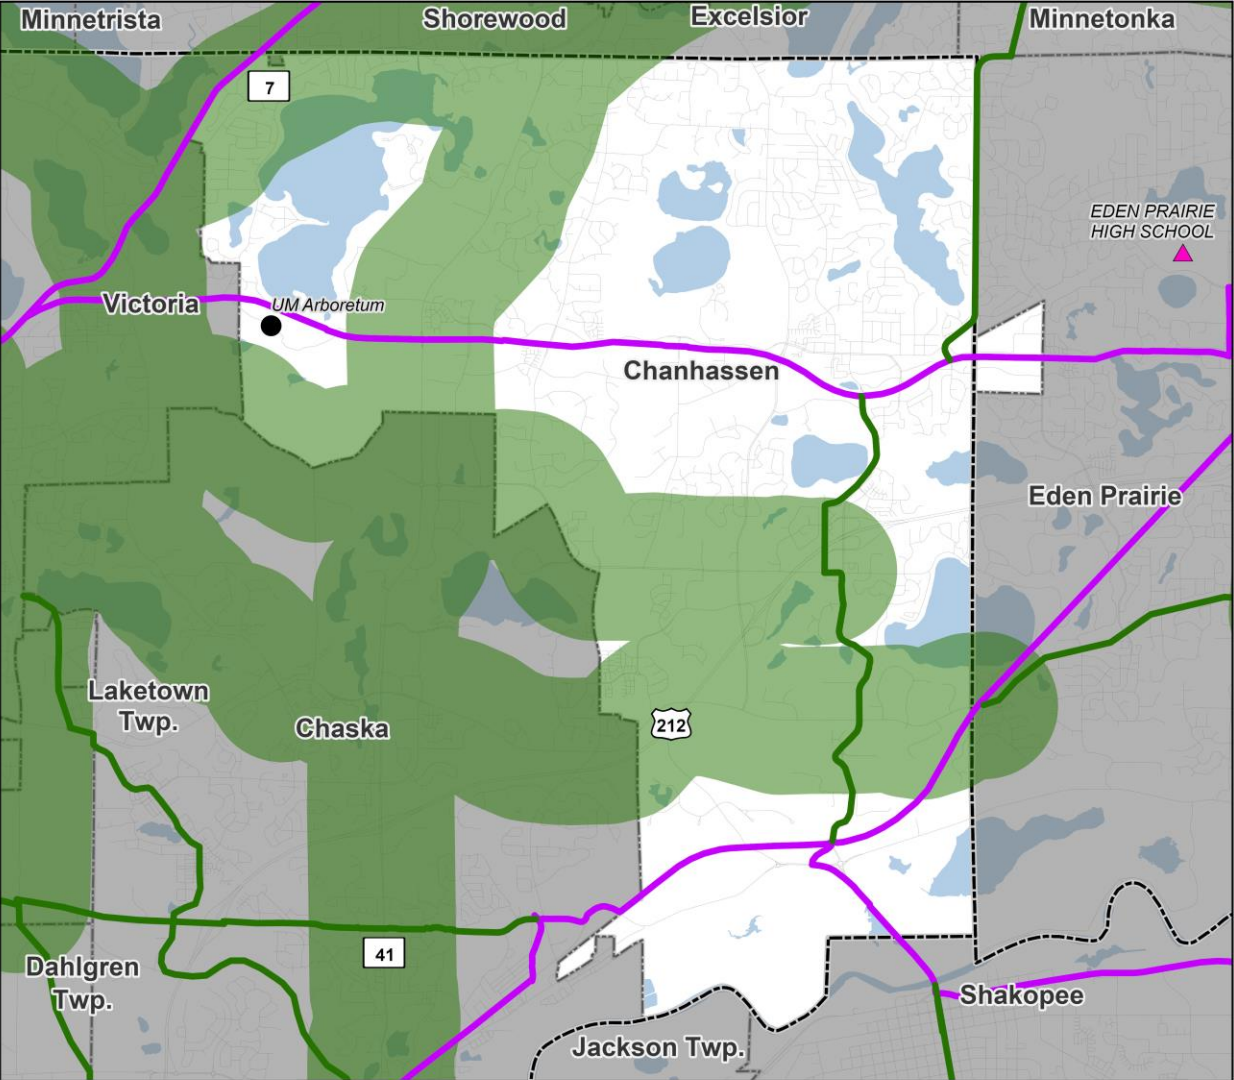 Minnetrista
Shorewood
Excelsior
Minnetonka
7
EDEN PRAIRIE
HIGH SCHOOL
Victoria
UM Arboretum
Chanhassen
Eden Prairie
Laketown
Twp.
Chaska
212
41
Dahlgren
Twp.
Shakopee
Jackson Twp.